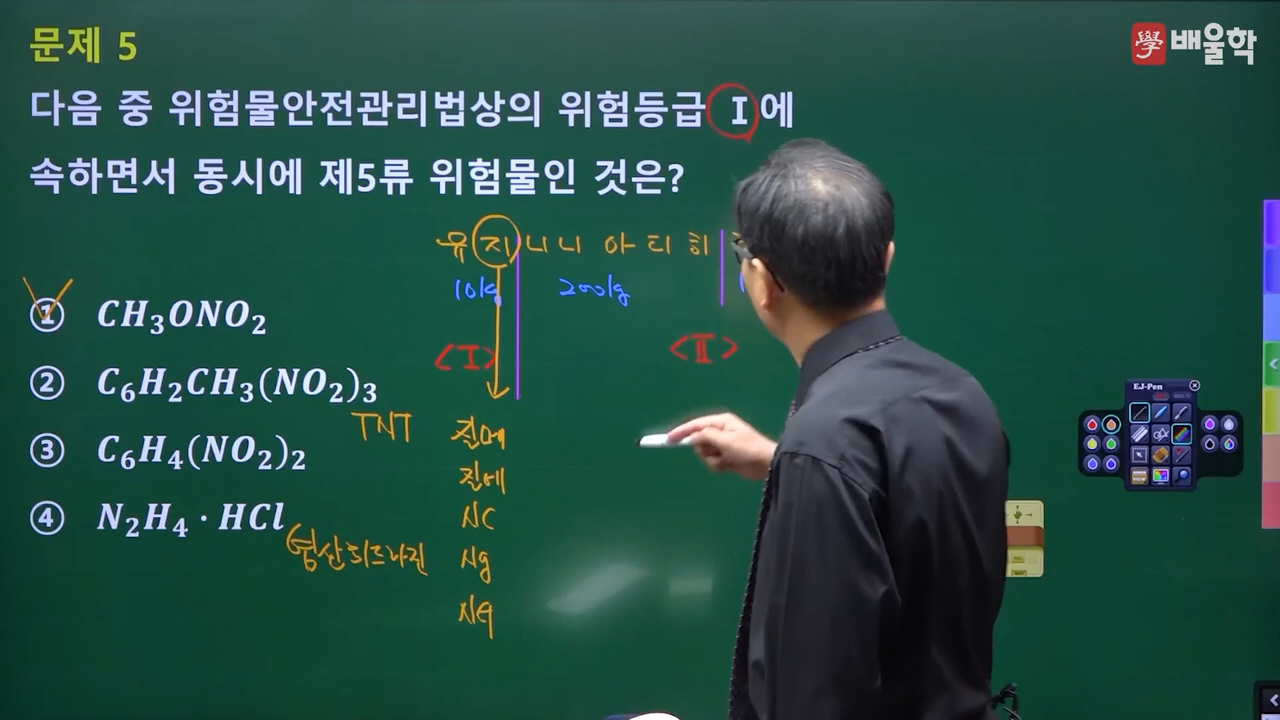 문제 5
學 배울학
다음 중 위험물안전관리법상의 위험등급 I에
속하면서 동시에 제5류 위험물인 것은?
유 지 니 니 아 디 히
10kg 200kg
<I> <II>
① CH₃ONO₂
② C₆H₂CH₃(NO₂)₃
TNT 질메
③ C₆H₄(NO₂)₂
질에
④ N₂H₄·HCl
NC
염산히드라진 Ng
NG
EJ-Pen